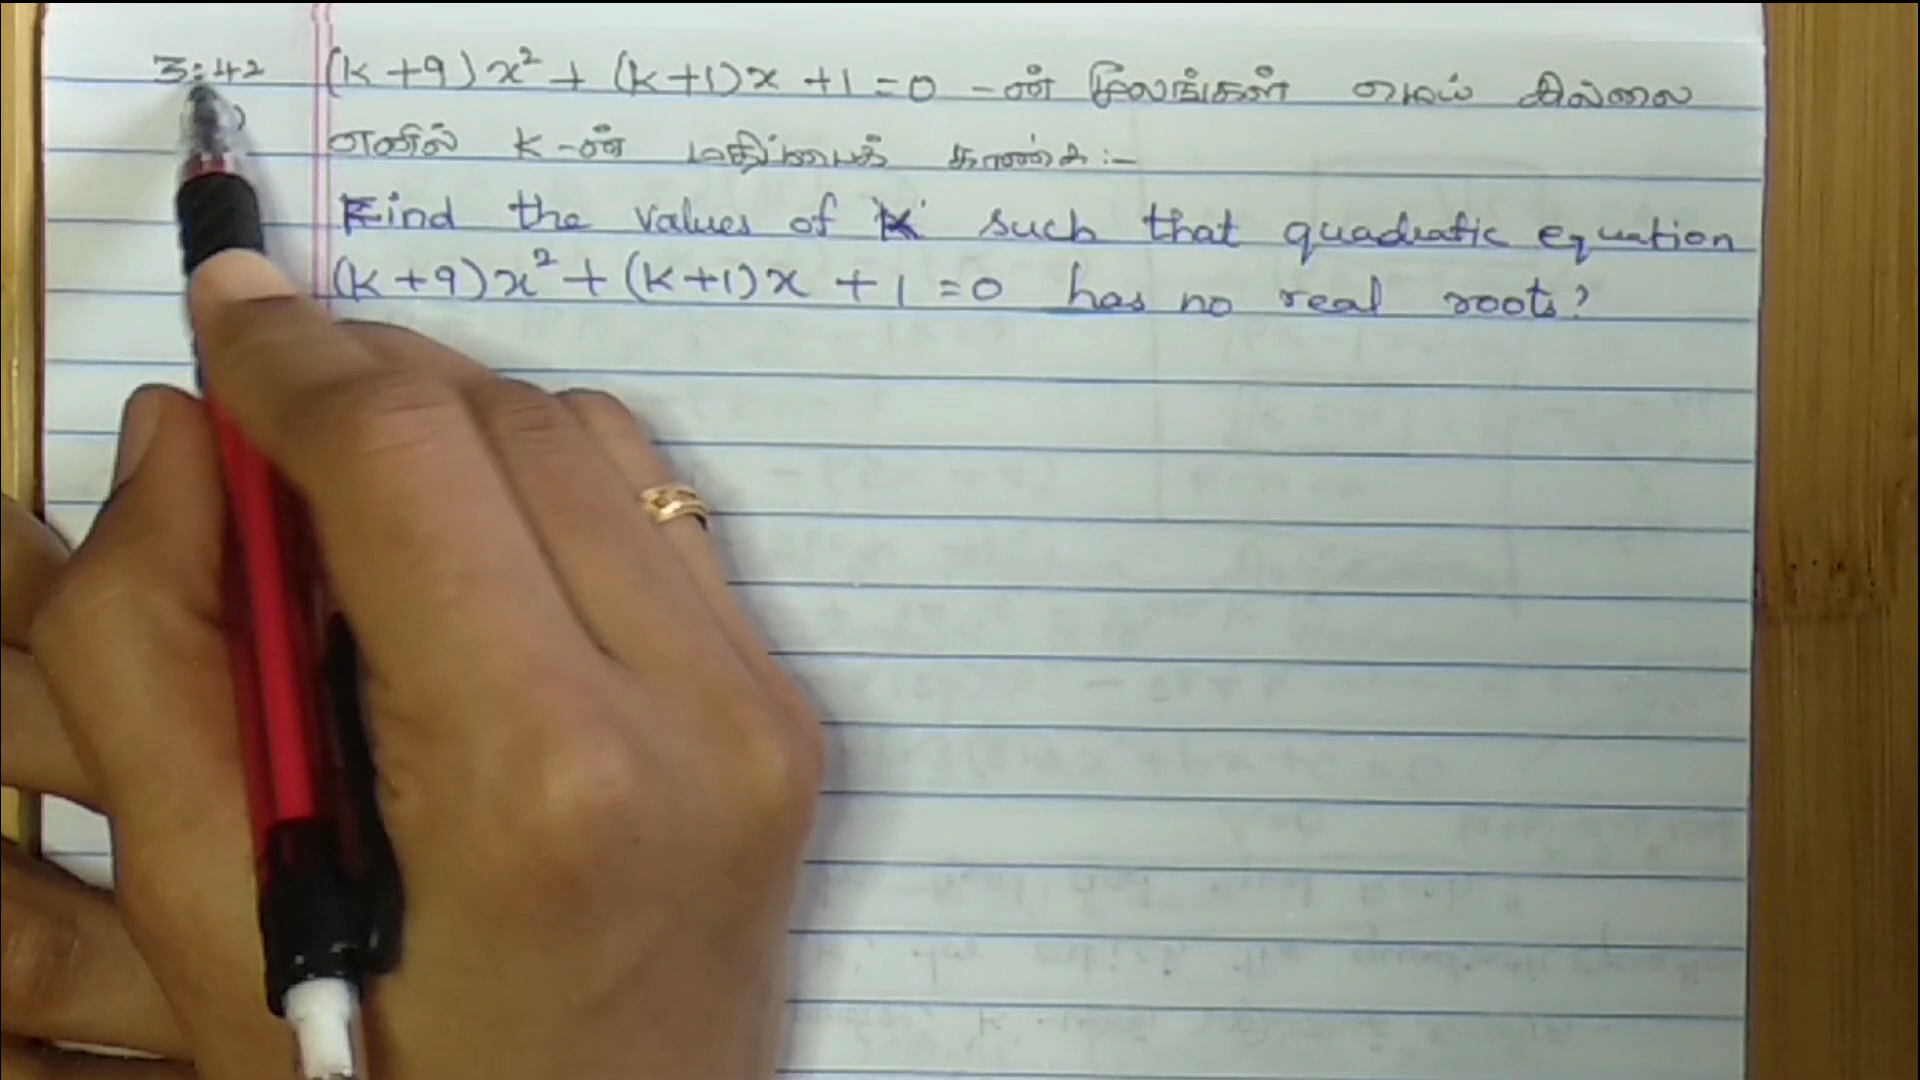 3.42 (k+9)x² + (k+1)x +1 = 0 -ன் மூலங்கள் மெய் இல்லை
எனில் k-ன் மதிப்பைக் காண்க :-
Find the values of 'k' such that quadratic equation
(k+9)x² + (k+1)x + 1 = 0 has no real roots?